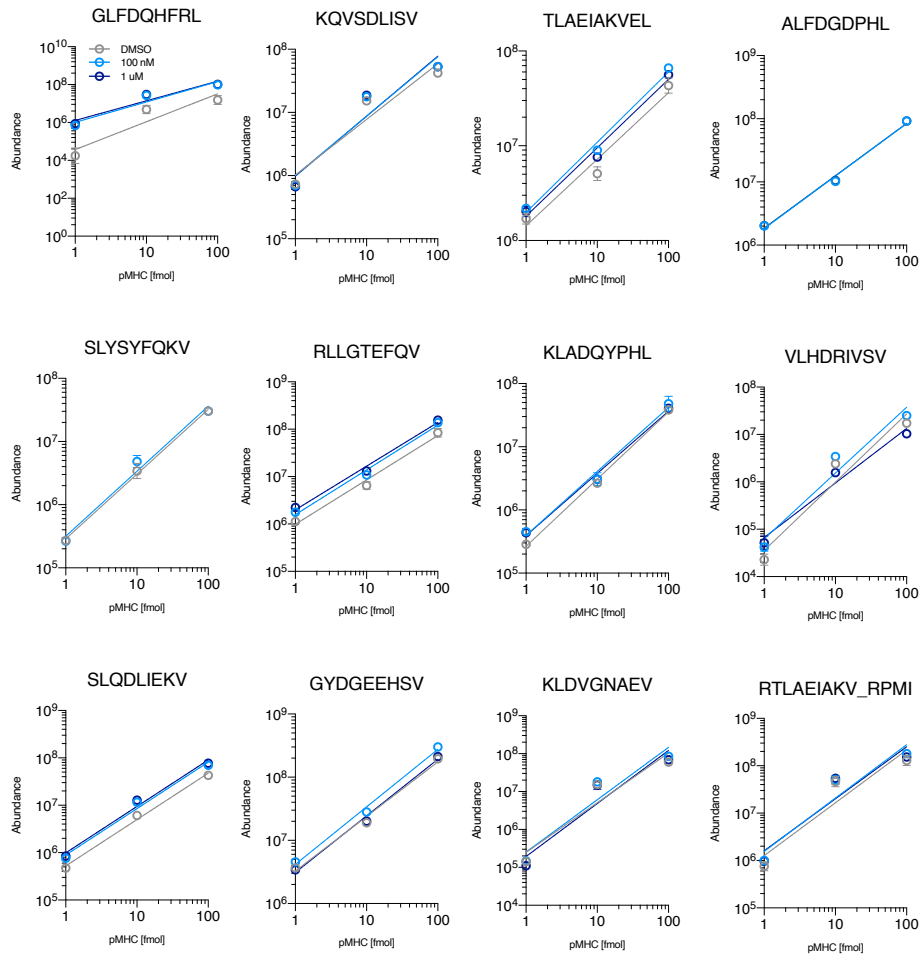 GLFDQHFRL
KQVSDLISV
TLAEIAKVEL
ALFDGDPHL
DMSO
100 nM
1 uM
Abundance
10^10
10^8
10^6
10^4
10^2
10^0
1 10 100
pMHC [fmol]
Abundance
10^8
10^7
10^6
10^5
1 10 100
pMHC [fmol]
Abundance
10^8
10^7
10^6
1 10 100
pMHC [fmol]
Abundance
10^8
10^7
10^6
1 10 100
pMHC [fmol]
SLYSYFQKV
RLLGTEFQV
KLADQYPHL
VLHDRIVSV
Abundance
10^8
10^7
10^6
10^5
1 10 100
pMHC [fmol]
Abundance
10^9
10^8
10^7
10^6
10^5
1 10 100
pMHC [fmol]
Abundance
10^8
10^7
10^6
10^5
1 10 100
pMHC [fmol]
Abundance
10^8
10^7
10^6
10^5
10^4
1 10 100
pMHC [fmol]
SLQDLIEKV
GYDGEEHSV
KLDVGNAEV
RTLAEIAKV_RPMI
Abundance
10^9
10^8
10^7
10^6
10^5
1 10 100
pMHC [fmol]
Abundance
10^9
10^8
10^7
10^6
1 10 100
pMHC [fmol]
Abundance
10^9
10^8
10^7
10^6
10^5
10^4
1 10 100
pMHC [fmol]
Abundance
10^9
10^8
10^7
10^6
10^5
1 10 100
pMHC [fmol]